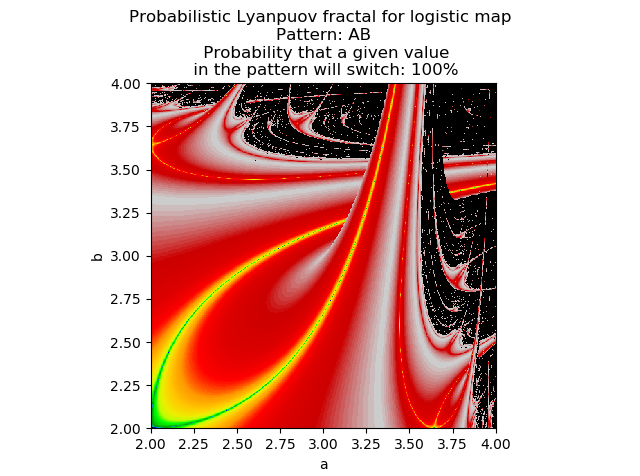 Probabilistic Lyanpuov fractal for logistic map
Pattern: AB
Probability that a given value
in the pattern will switch: 100%
4.00
3.75
3.50
3.25
3.00
2.75
2.50
2.25
2.00
b
2.00 2.25 2.50 2.75 3.00 3.25 3.50 3.75 4.00
a